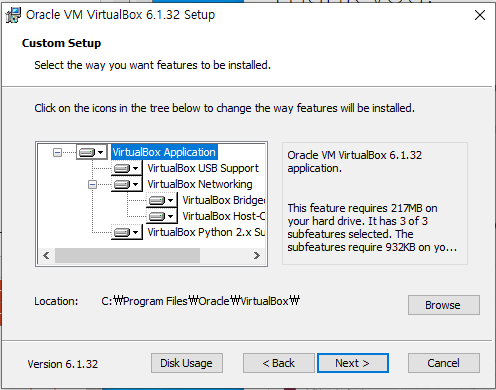 Oracle VM VirtualBox 6.1.32 Setup
Custom Setup
Select the way you want features to be installed.
Click on the icons in the tree below to change the way features will be installed.
VirtualBox Application
VirtualBox USB Support
VirtualBox Networking
VirtualBox Bridge
VirtualBox Host-C
VirtualBox Python 2.x Su
Oracle VM VirtualBox 6.1.32
application.
This feature requires 217MB on
your hard drive. It has 3 of 3
subfeatures selected. The
subfeatures require 932KB on yo...
Location:
C:₩Program Files₩Oracle₩VirtualBox₩
Browse
Version 6.1.32
Disk Usage
< Back
Next >
Cancel